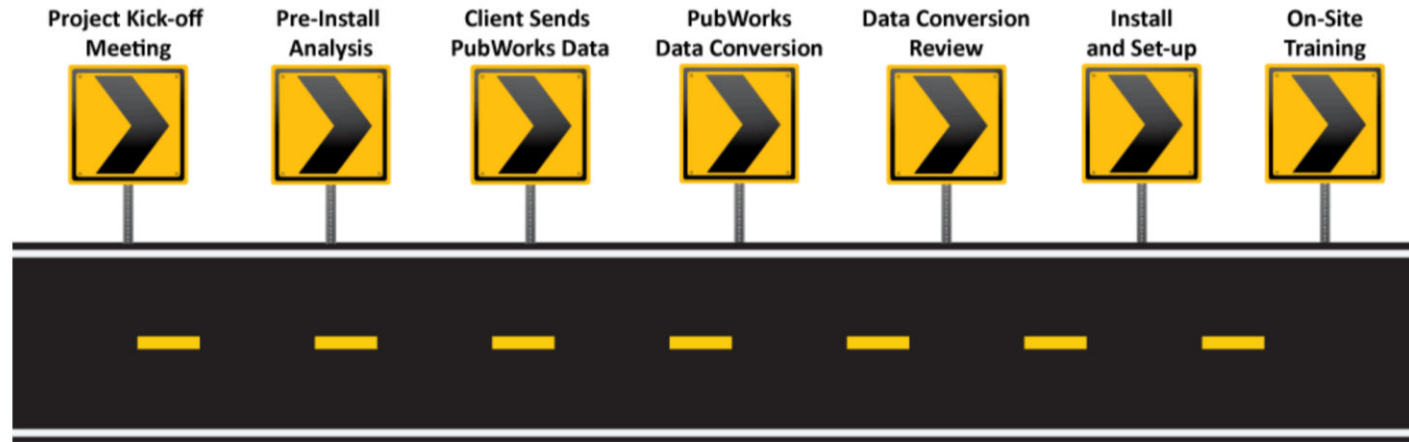 Project Kick-off
Meeting
Pre-Install
Analysis
Client Sends
PubWorks Data
PubWorks
Data Conversion
Data Conversion
Review
Install
and Set-up
On-Site
Training